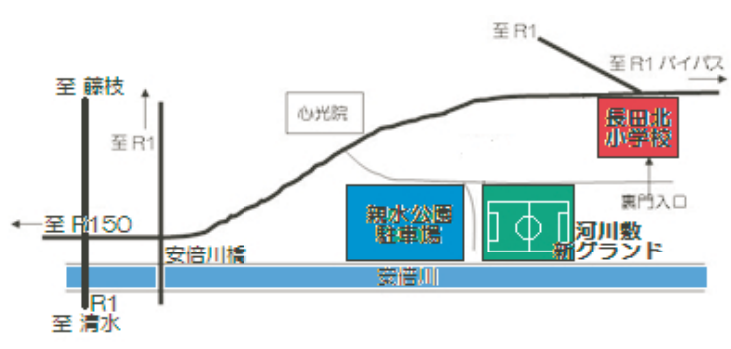 至 R1
至 R1 バイパス
至 藤枝
心光院
長田北
小学校
至 R1
裏門入口
親水公園
駐車場
至 R150
河川敷
新グランド
安倍川橋
安倍川
R1
至 清水